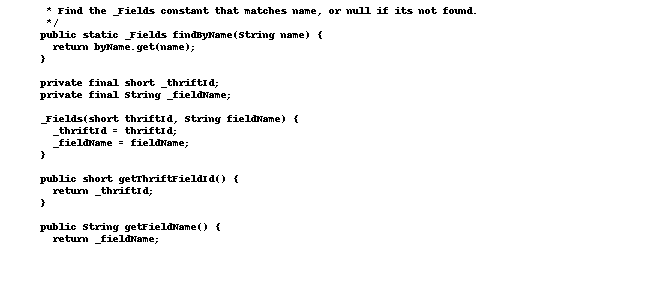 * Find the _Fields constant that matches name, or null if its not found.
*/
public static _Fields findByName(String name) {
return byName.get(name);
}
private final short _thriftId;
private final String _fieldName;
_Fields(short thriftId, String fieldName) {
_thriftId = thriftId;
_fieldName = fieldName;
}
public short getThriftFieldId() {
return _thriftId;
}
public String getFieldName() {
return _fieldName;